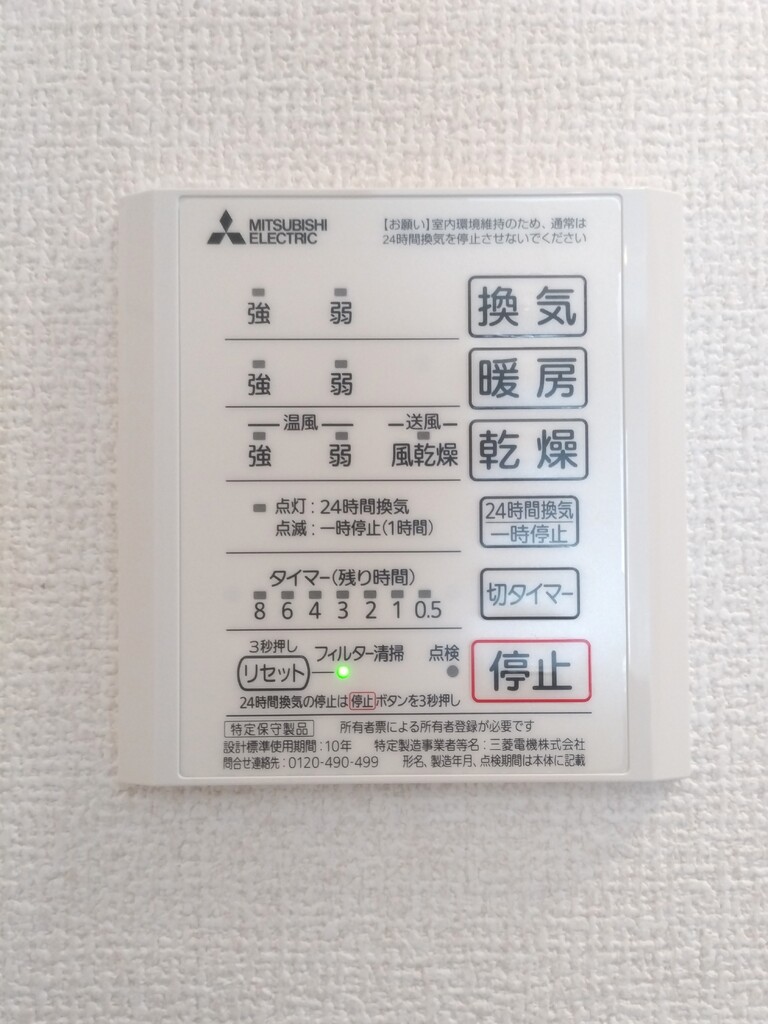 MITSUBISHI
ELECTRIC
【お願い】室内環境維持のため、通常は
24時間換気を停止させないでください
強 弱 換気
強 弱 暖房
温風 送風
強 弱 風乾燥 乾燥
点灯:24時間換気
点滅:一時停止(1時間)
24時間換気
一時停止
タイマー(残り時間)
8 6 4 3 2 1 0.5
切タイマー
3秒押し
リセット フィルター清掃 点検
停止
24時間換気の停止は停止ボタンを3秒押し
特定保守製品 所有者票による所有者登録が必要です
設計標準使用期間:10年 特定製造事業者等名:三菱電機株式会社
問合せ連絡先:0120-490-499 形名、製造年月、点検期間は本体に記載